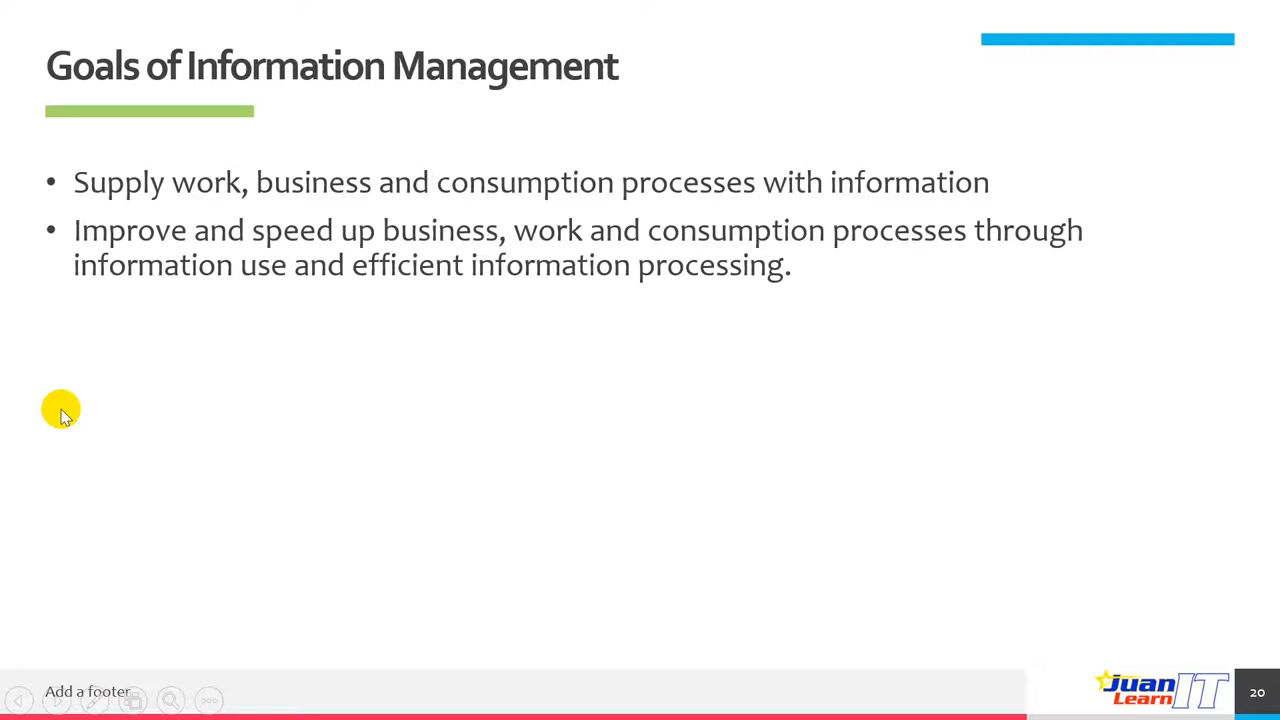 Goals of Information Management
• Supply work, business and consumption processes with information
• Improve and speed up business, work and consumption processes through
information use and efficient information processing.
Add a footer
Juan
Learn
IT
20